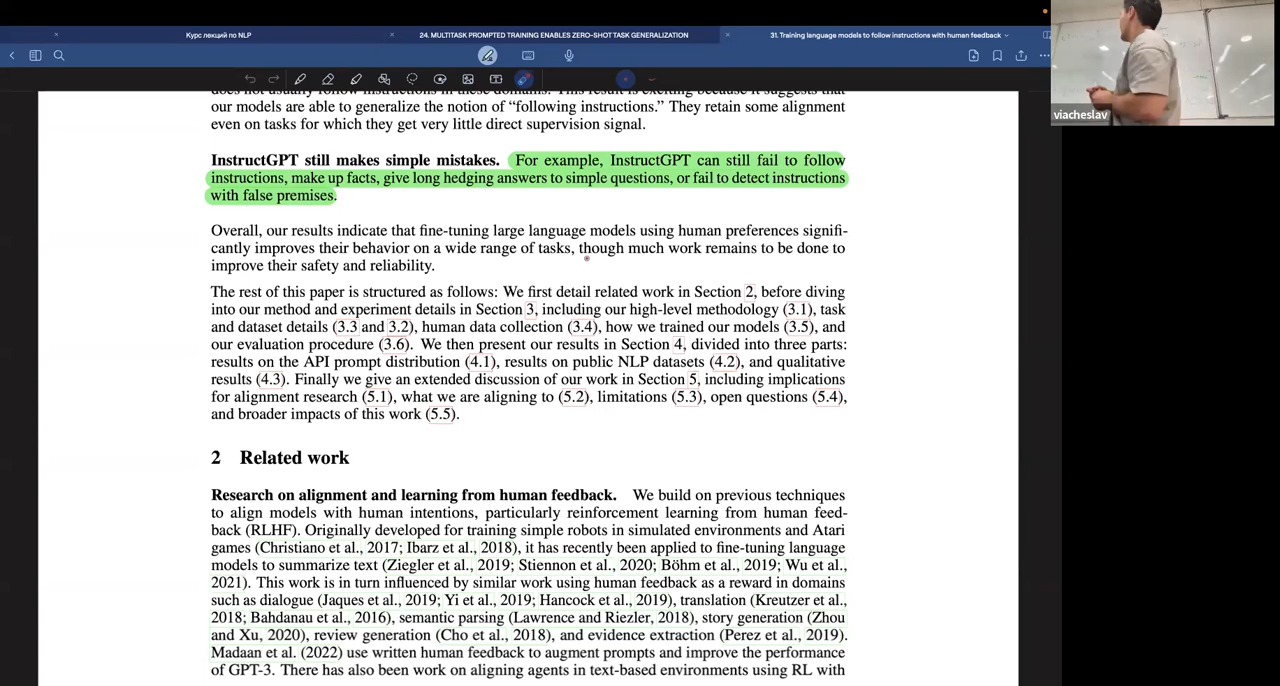 Курс лекций по NLP
24. MULTITASK PROMPTED TRAINING ENABLES ZERO-SHOT TASK GENERALIZATION
31. Training language models to follow instructions with human feedback
viacheslav
does not usually follow instructions in these domains. This result is exciting because it suggests that
our models are able to generalize the notion of “following instructions.” They retain some alignment
even on tasks for which they get very little direct supervision signal.
InstructGPT still makes simple mistakes. For example, InstructGPT can still fail to follow
instructions, make up facts, give long hedging answers to simple questions, or fail to detect instructions
with false premises.
Overall, our results indicate that fine-tuning large language models using human preferences signifi-
cantly improves their behavior on a wide range of tasks, though much work remains to be done to
improve their safety and reliability.
The rest of this paper is structured as follows: We first detail related work in Section 2, before diving
into our method and experiment details in Section 3, including our high-level methodology (3.1), task
and dataset details (3.3 and 3.2), human data collection (3.4), how we trained our models (3.5), and
our evaluation procedure (3.6). We then present our results in Section 4, divided into three parts:
results on the API prompt distribution (4.1), results on public NLP datasets (4.2), and qualitative
results (4.3). Finally we give an extended discussion of our work in Section 5, including implications
for alignment research (5.1), what we are aligning to (5.2), limitations (5.3), open questions (5.4),
and broader impacts of this work (5.5).
2 Related work
Research on alignment and learning from human feedback. We build on previous techniques
to align models with human intentions, particularly reinforcement learning from human feed-
back (RLHF). Originally developed for training simple robots in simulated environments and Atari
games (Christiano et al., 2017; Ibarz et al., 2018), it has recently been applied to fine-tuning language
models to summarize text (Ziegler et al., 2019; Stiennon et al., 2020; Böhm et al., 2019; Wu et al.,
2021). This work is in turn influenced by similar work using human feedback as a reward in domains
such as dialogue (Jaques et al., 2019; Yi et al., 2019; Hancock et al., 2019), translation (Kreutzer et al.,
2018; Bahdanau et al., 2016), semantic parsing (Lawrence and Riezler, 2018), story generation (Zhou
and Xu, 2020), review generation (Cho et al., 2018), and evidence extraction (Perez et al., 2019).
Madaan et al. (2022) use written human feedback to augment prompts and improve the performance
of GPT-3. There has also been work on aligning agents in text-based environments using RL with